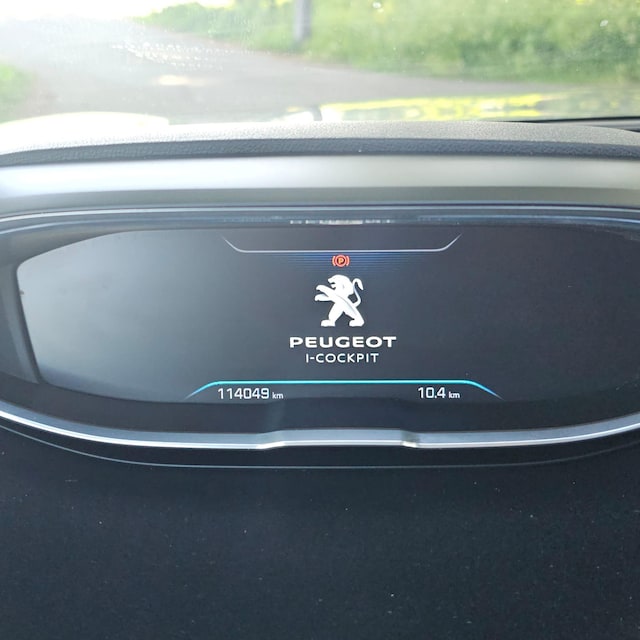 (P)
PEUGEOT
I-COCKPIT
114049 km 10.4 km